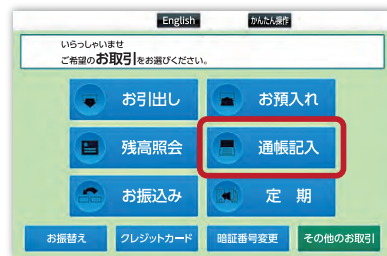 English かんたん操作
いらっしゃいませ
ご希望のお取引をお選びください。
お引出し お預入れ
残高照会 通帳記入
お振込み 定 期
お振替え クレジットカード 暗証番号変更 その他のお取引